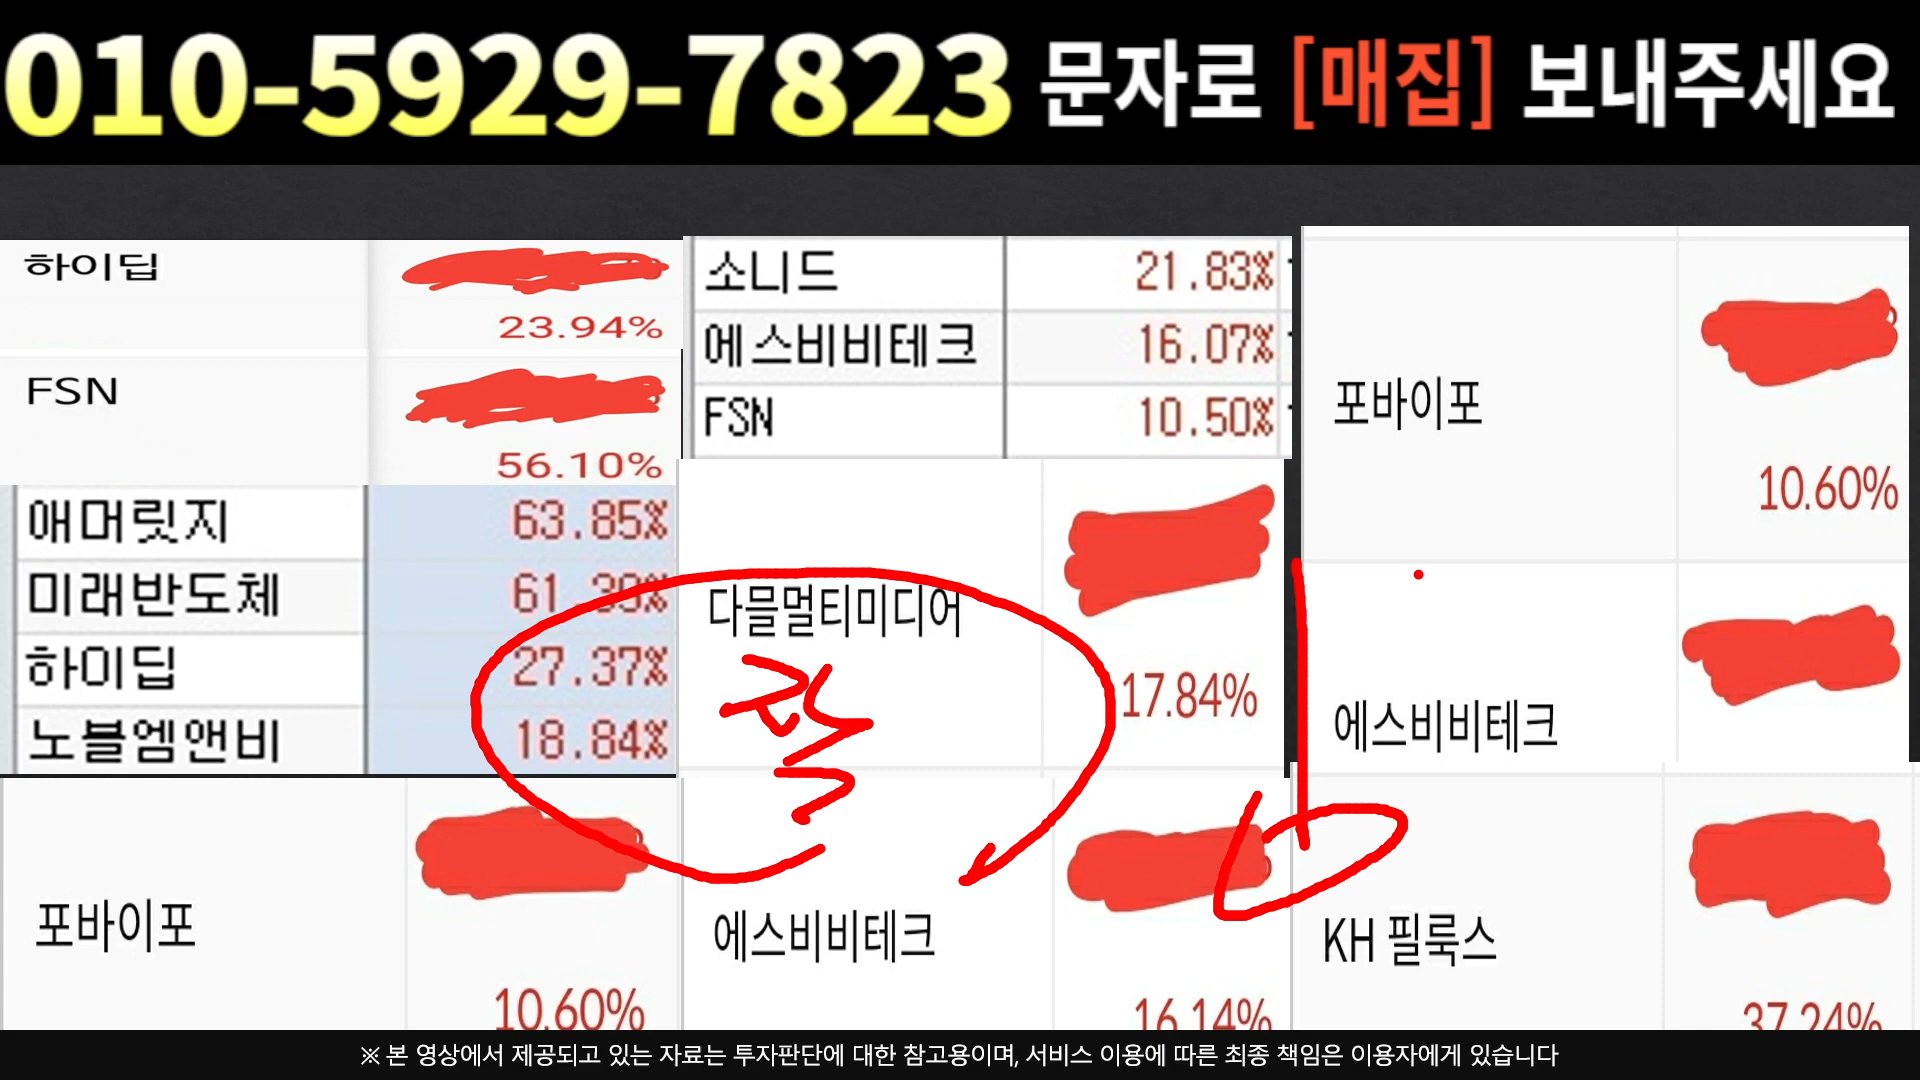 010-5929-7823 문자로 [매집] 보내주세요
하이딥
23.94%
FSN
56.10%
애머릿지 63.85%
미래반도체 61.39%
하이딥 27.37%
노블엠앤비 18.84%
포바이포
10.60%
소니드 21.83%
에스비비테크 16.07%
FSN 10.50%
다믈멀티미디어
17.84%
에스비비테크
16.14%
포바이포
10.60%
에스비비테크
KH 필룩스
37.24%
※ 본 영상에서 제공되고 있는 자료는 투자판단에 대한 참고용이며, 서비스 이용에 따른 최종 책임은 이용자에게 있습니다